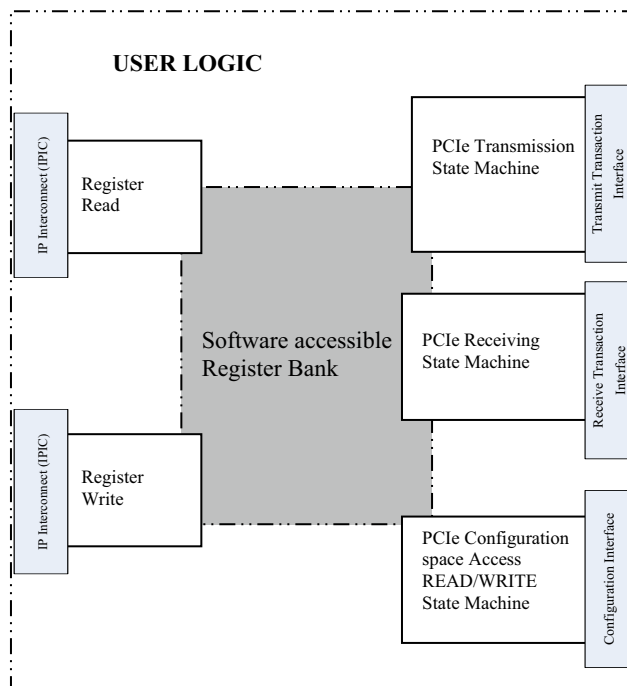 USER LOGIC
IP Interconnect (IPIC)
Register
Read
PCIe Transmission
State Machine
Transmit Transaction
Interface
Software accessible
Register Bank
PCIe Receiving
State Machine
Receive Transaction
Interface
IP Interconnect (IPIC)
Register
Write
PCIe Configuration
space Access
READ/WRITE
State Machine
Configuration Interface